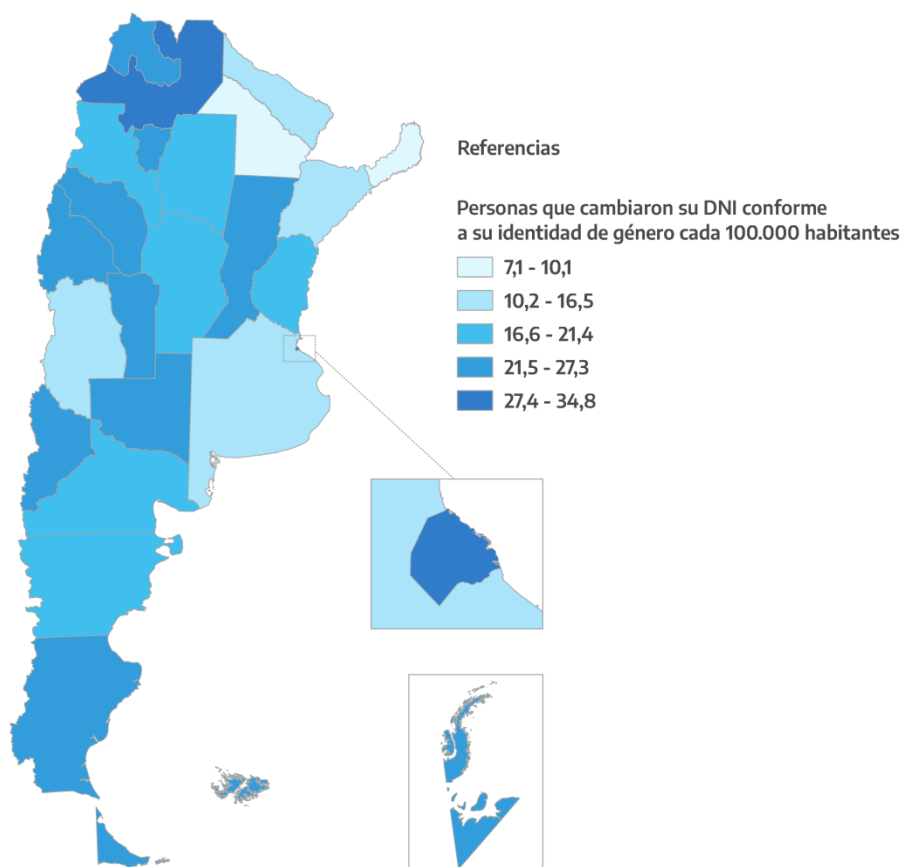 Referencias
Personas que cambiaron su DNI conforme
a su identidad de género cada 100.000 habitantes
7,1 - 10,1
10,2 - 16,5
16,6 - 21,4
21,5 - 27,3
27,4 - 34,8